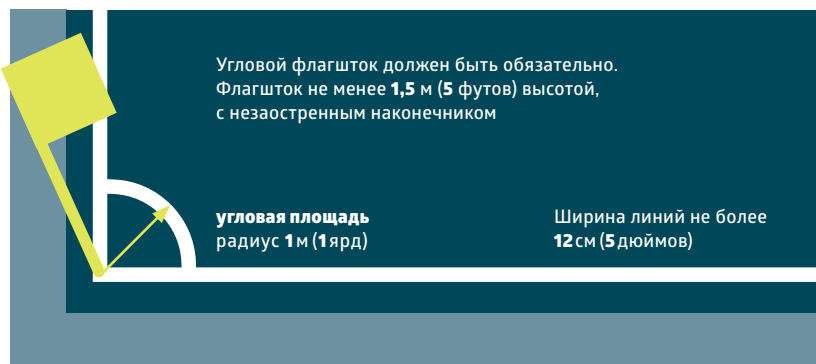 Угловой флагшток должен быть обязательно.
Флагшток не менее 1,5 м (5 футов) высотой,
с незаостренным наконечником
угловая площадь
радиус 1 м (1 ярд)
Ширина линий не более
12 см (5 дюймов)